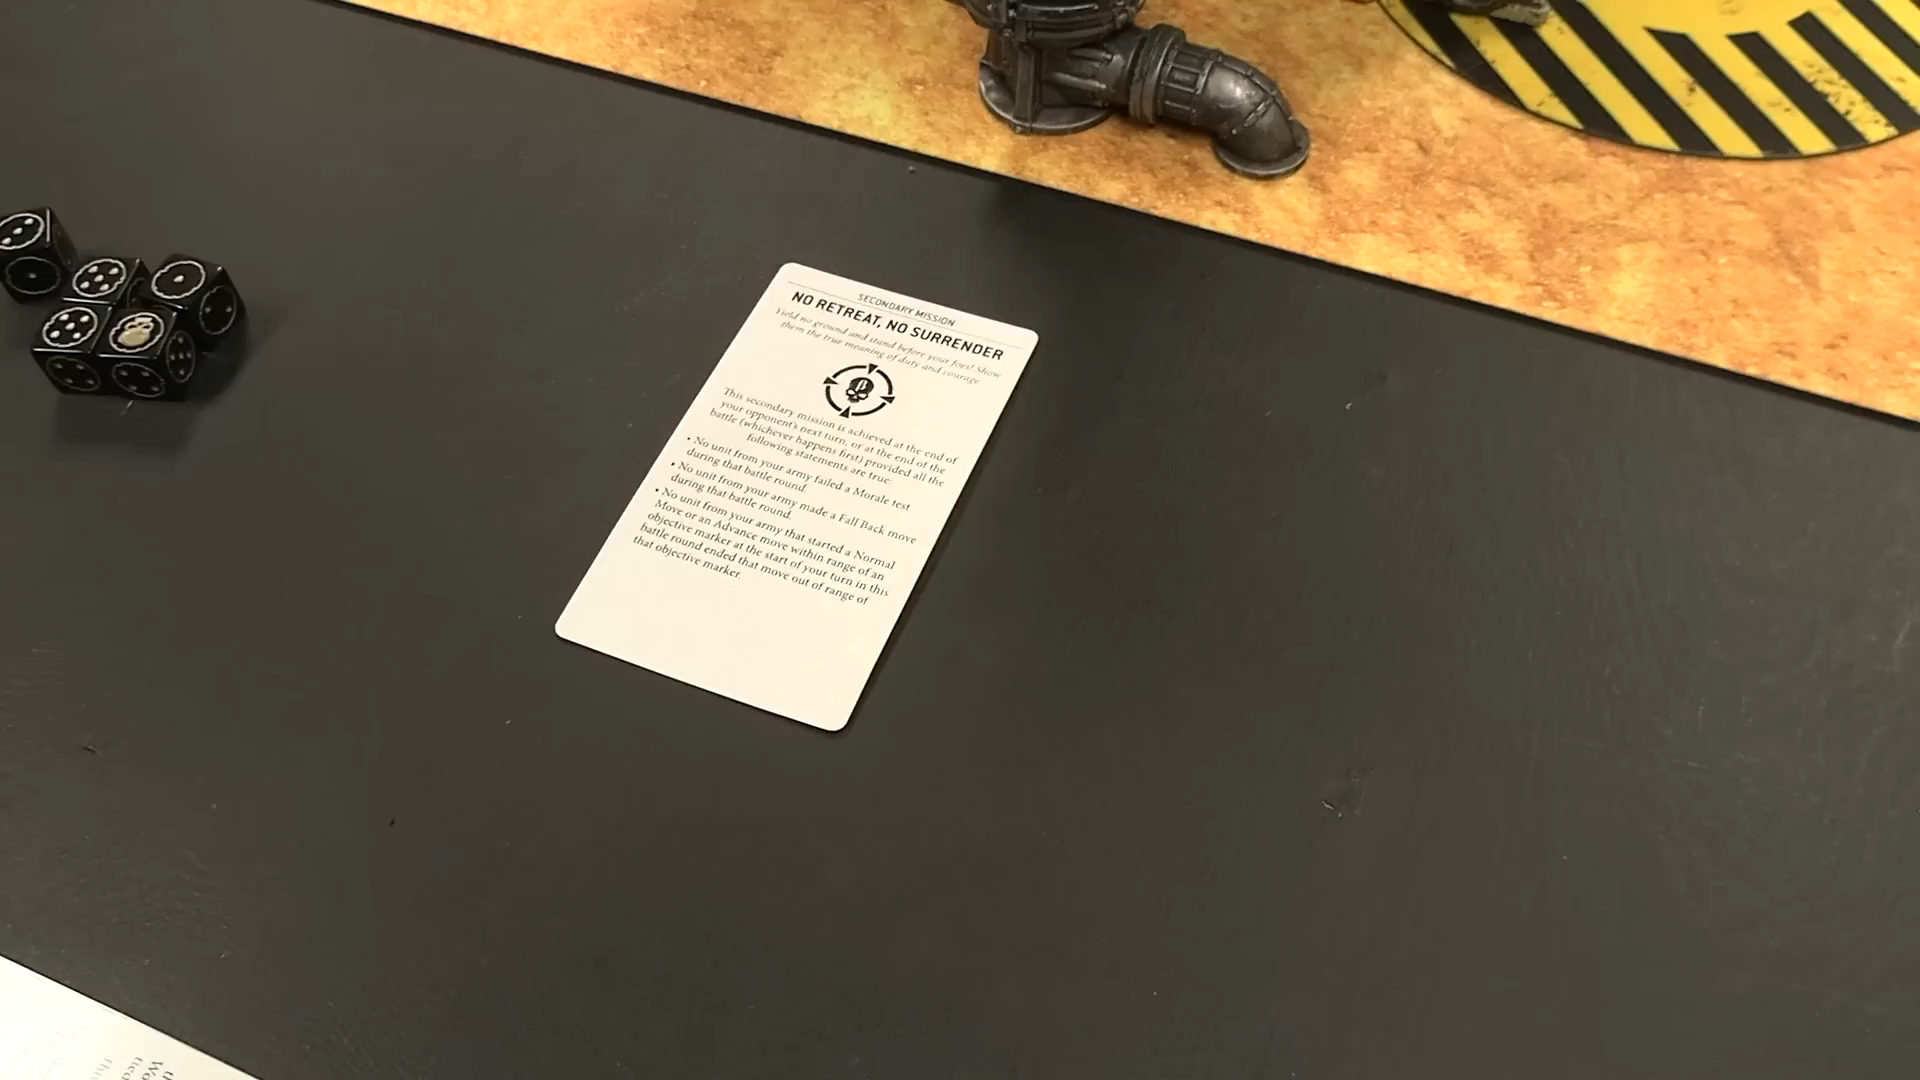 SECONDARY MISSION
NO RETREAT, NO SURRENDER
Yield no ground and stand before your foes! Show
them the true meaning of duty and courage
This secondary mission is achieved at the end of
your opponent's next turn, or at the end of the
battle (whichever happens first) provided all the
following statements are true:
• No unit from your army failed a Morale test
during that battle round.
• No unit from your army made a Fall Back move
during that battle round.
• No unit from your army that started a Normal
Move or an Advance move within range of an
objective marker at the start of your turn in this
battle round ended that move out of range of
that objective marker.